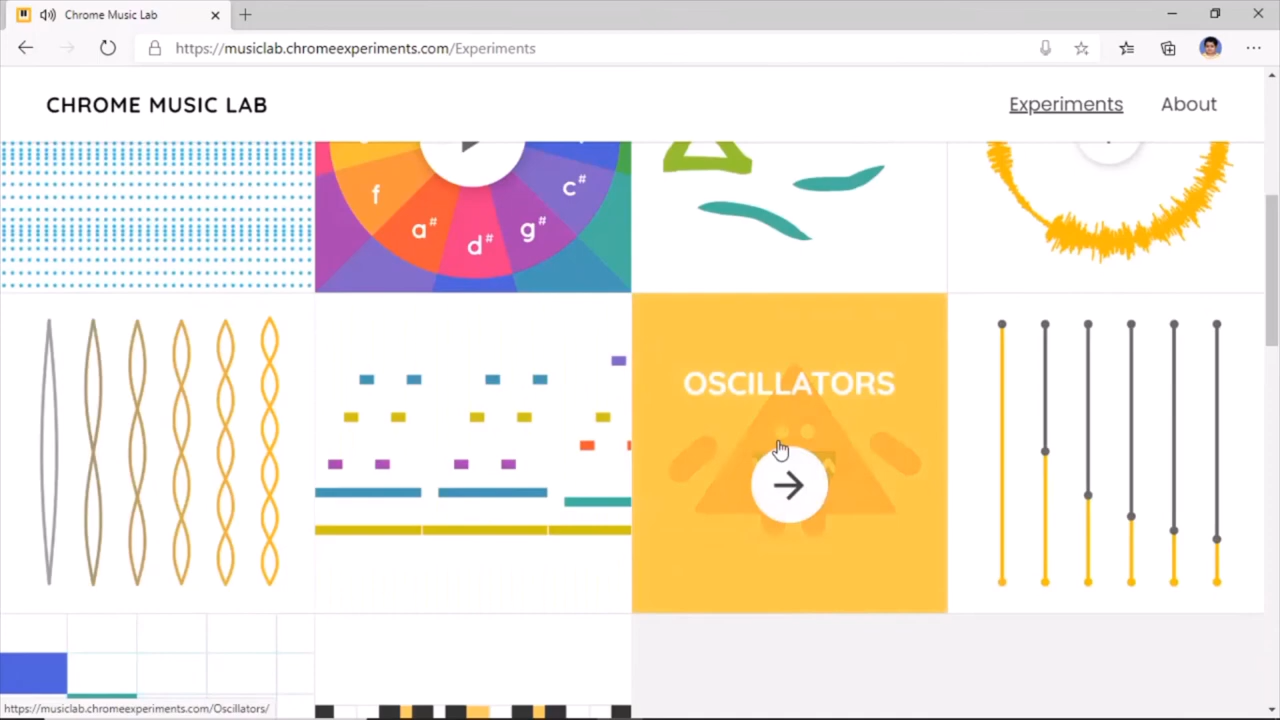 Chrome Music Lab
https://musiclab.chromeexperiments.com/Experiments
CHROME MUSIC LAB
Experiments
About
f
a#
d#
g#
c#
OSCILLATORS
https://musiclab.chromeexperiments.com/Oscillators/